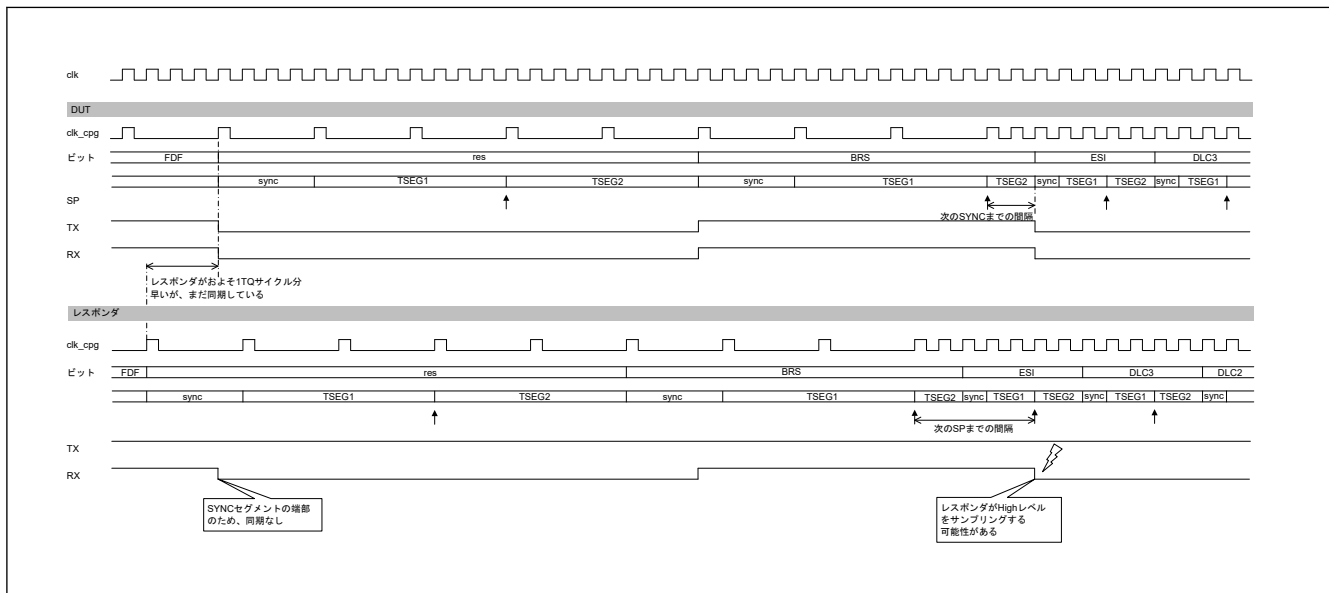 clk
DUT
clk_cpg
ビット FDF res BRS ESI DLC3
sync TSEG1 TSEG2 sync TSEG1 TSEG2 sync TSEG1 TSEG2 sync TSEG1
SP
次のSYNCまでの間隔
TX
RX
レスポンダがおよそ1TQサイクル分
早いが、まだ同期している
レスポンダ
clk_cpg
ビット FDF res BRS ESI DLC3 DLC2
sync TSEG1 TSEG2 sync TSEG1 TSEG2 sync TSEG1 TSEG2 sync TSEG1 TSEG2 sync
次のSPまでの間隔
TX
RX
SYNCセグメントの端部
のため、同期なし
レスポンダがHighレベル
をサンプリングする
可能性がある